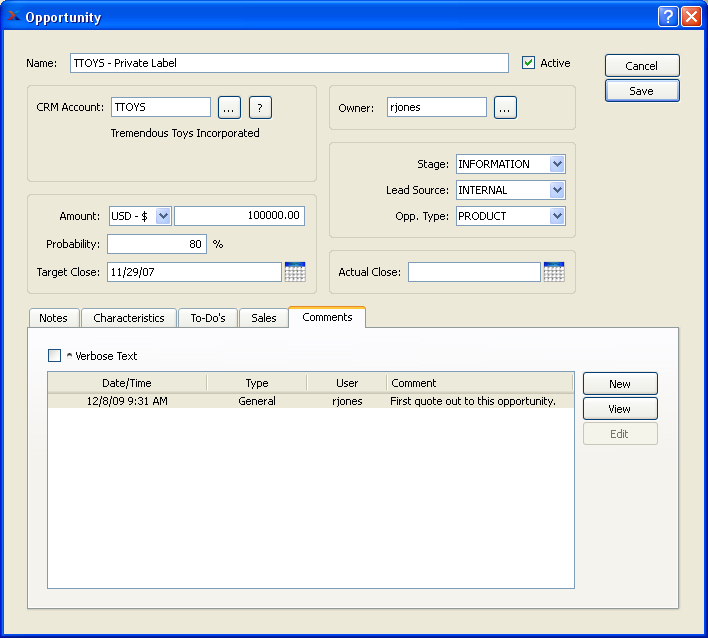 Opportunity
Name: TTOYS - Private Label Active Cancel
Save
CRM Account: TTOYS ... ?
Tremendous Toys Incorporated
Owner: rjones ...
Stage: INFORMATION
Lead Source: INTERNAL
Opp. Type: PRODUCT
Amount: USD - $ 100000.00
Probability: 80 %
Target Close: 11/29/07
Actual Close:
Notes Characteristics To-Do's Sales Comments
^ Verbose Text
Date/Time Type User Comment
12/8/09 9:31 AM General rjones First quote out to this opportunity.
New
View
Edit